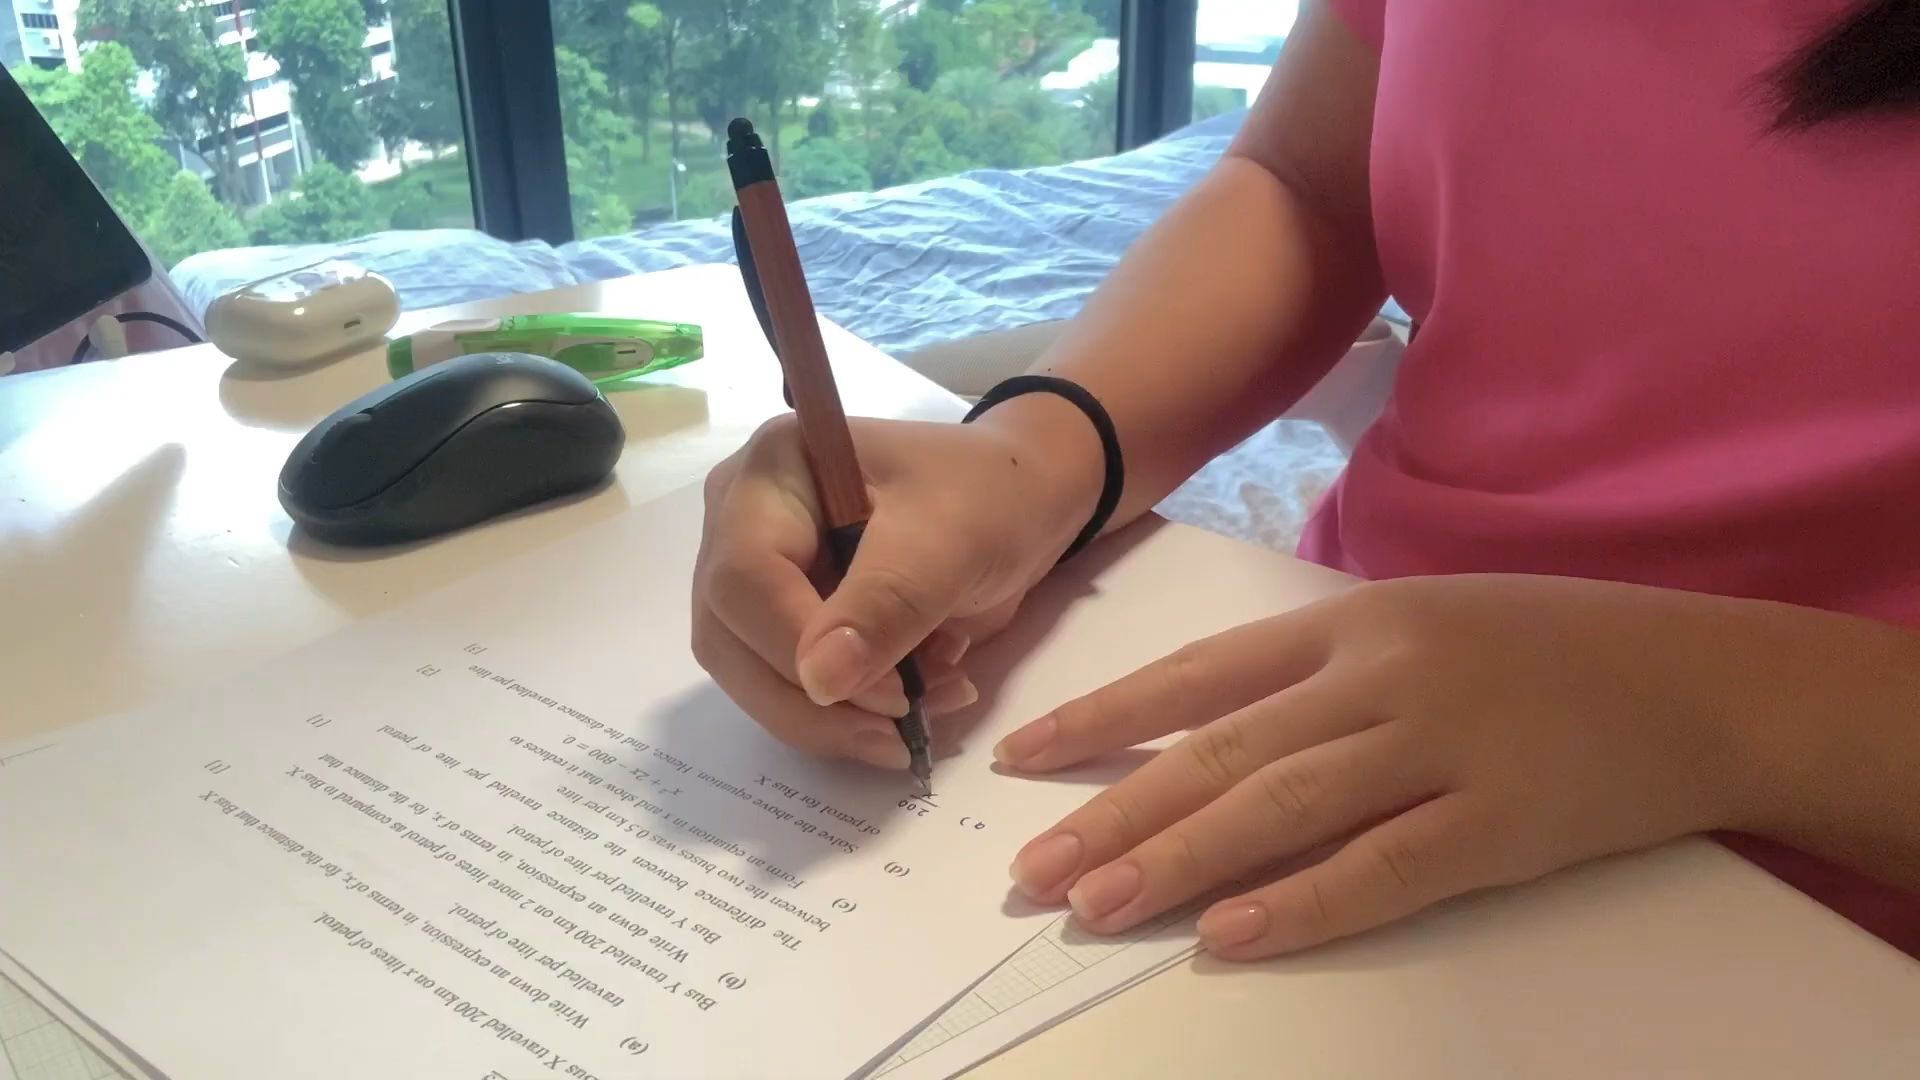 Bus X travelled 200 km on x litres of petrol.
(a) Write down an expression, in terms of x, for the distance that Bus X
travelled per litre of petrol. [1]
Bus Y travelled 200 km on 2 more litres of petrol as compared to Bus X.
(b) Write down an expression, in terms of x, for the distance that
Bus Y travelled per litre of petrol. [1]
The difference between the distance travelled per litre of petrol
between the two buses was 0.5 km per litre.
(c) Form an equation in x and show that it reduces to
x² + 2x − 800 = 0. [2]
(d) Solve the above equation. Hence, find the distance travelled per litre
of petrol for Bus X [3]
a) 200
x